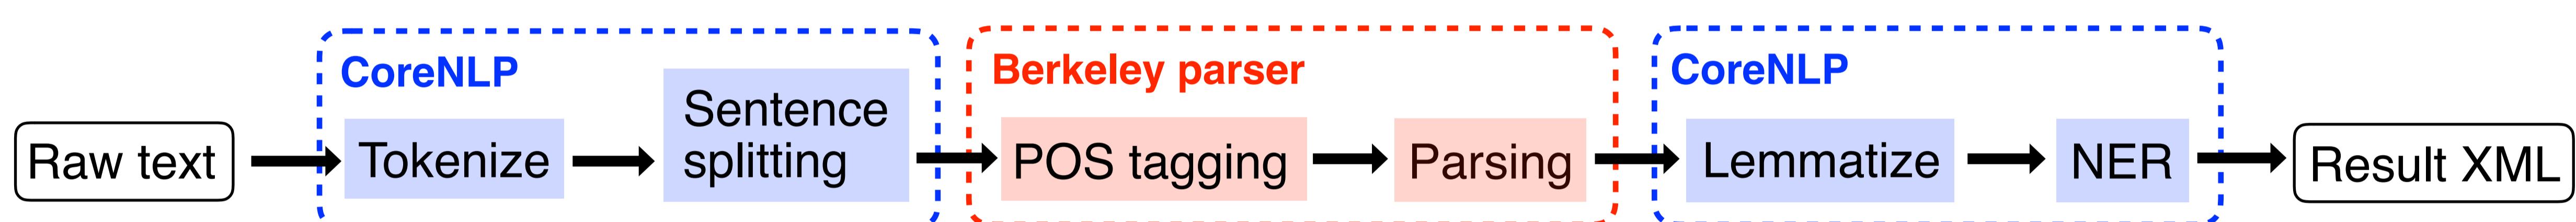 Raw text
CoreNLP
Tokenize
Sentence
splitting
Berkeley parser
POS tagging
Parsing
CoreNLP
Lemmatize
NER
Result XML